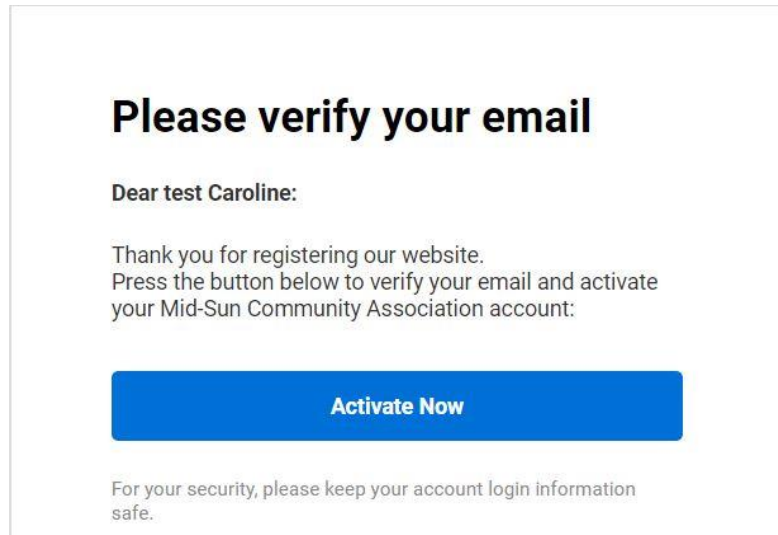 Please verify your email
Dear test Caroline:
Thank you for registering our website.
Press the button below to verify your email and activate
your Mid-Sun Community Association account:
Activate Now
For your security, please keep your account login information
safe.